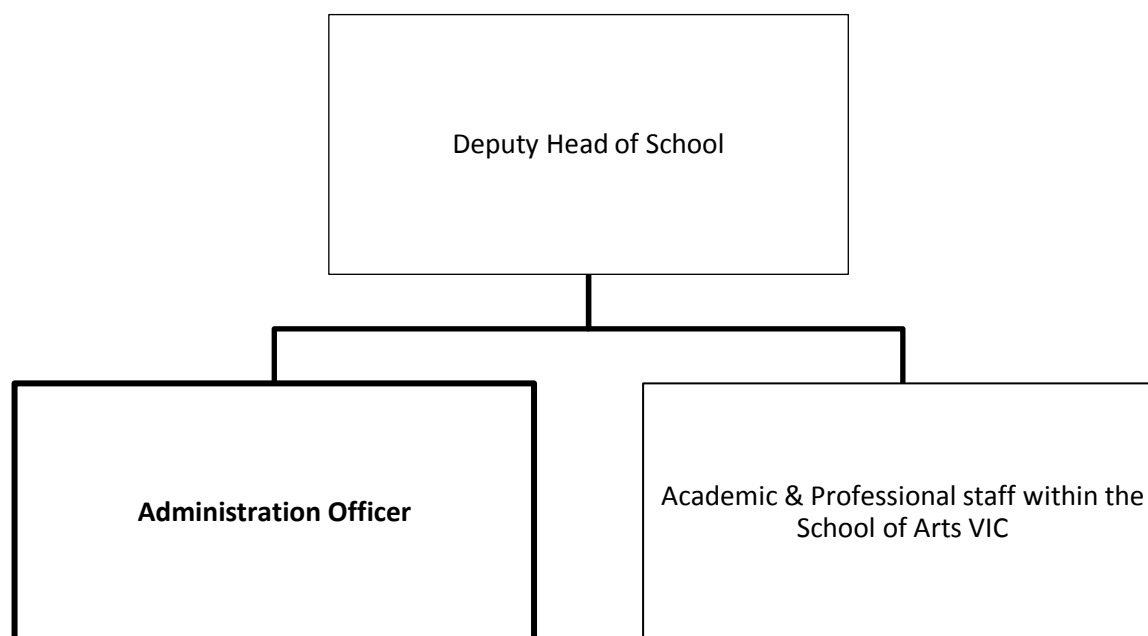 Deputy Head of School
Administration Officer
Academic & Professional staff within the
School of Arts VIC